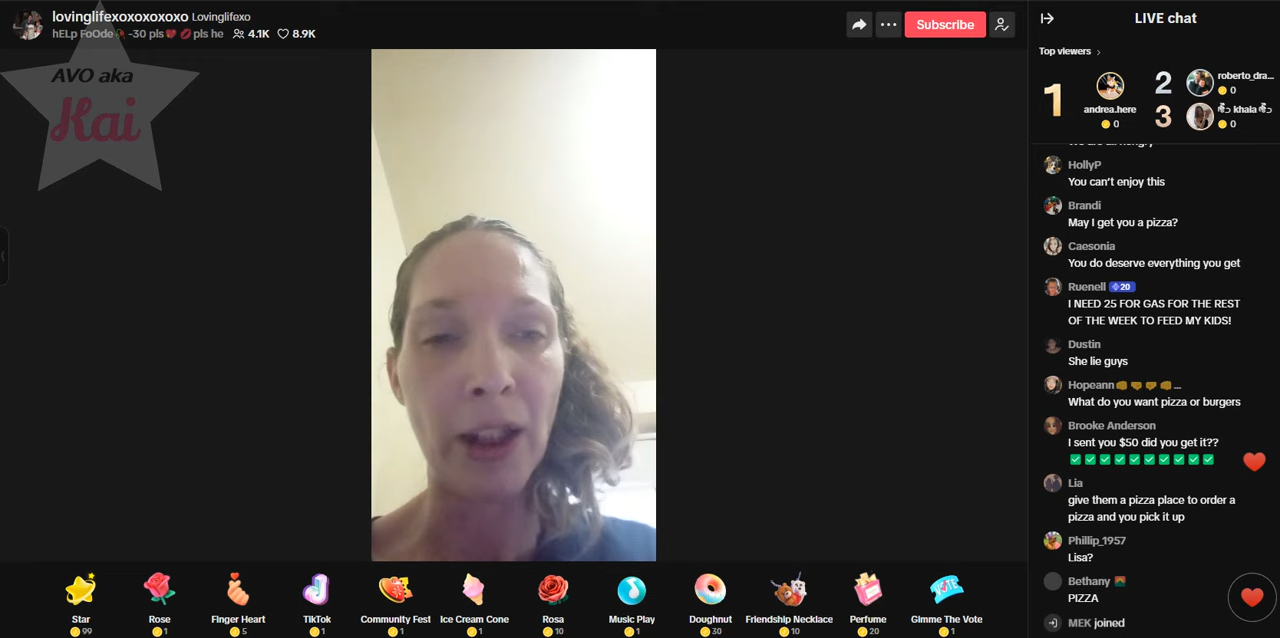 lovinglifexoxoxoxoxo Lovinglifexo
hELp FoOde -30 pls pls he 4.1K 8.9K
AVO aka
Kai
Subscribe
LIVE chat
Top viewers
1
andrea.here
0
2
roberto_dra...
0
3
khala
0
HollyP
You can't enjoy this
Brandi
May I get you a pizza?
Caesonia
You do deserve everything you get
Ruenell 20
I NEED 25 FOR GAS FOR THE REST
OF THE WEEK TO FEED MY KIDS!
Dustin
She lie guys
Hopeann ...
What do you want pizza or burgers
Brooke Anderson
I sent you $50 did you get it??
Lia
give them a pizza place to order a
pizza and you pick it up
Phillip_1957
Lisa?
Bethany
PIZZA
MEK joined
VOTE
Star Rose Finger Heart TikTok Community Fest Ice Cream Cone Rosa Music Play Doughnut Friendship Necklace Perfume GImme The Vote
99 1 5 1 1 1 10 1 30 10 20 1